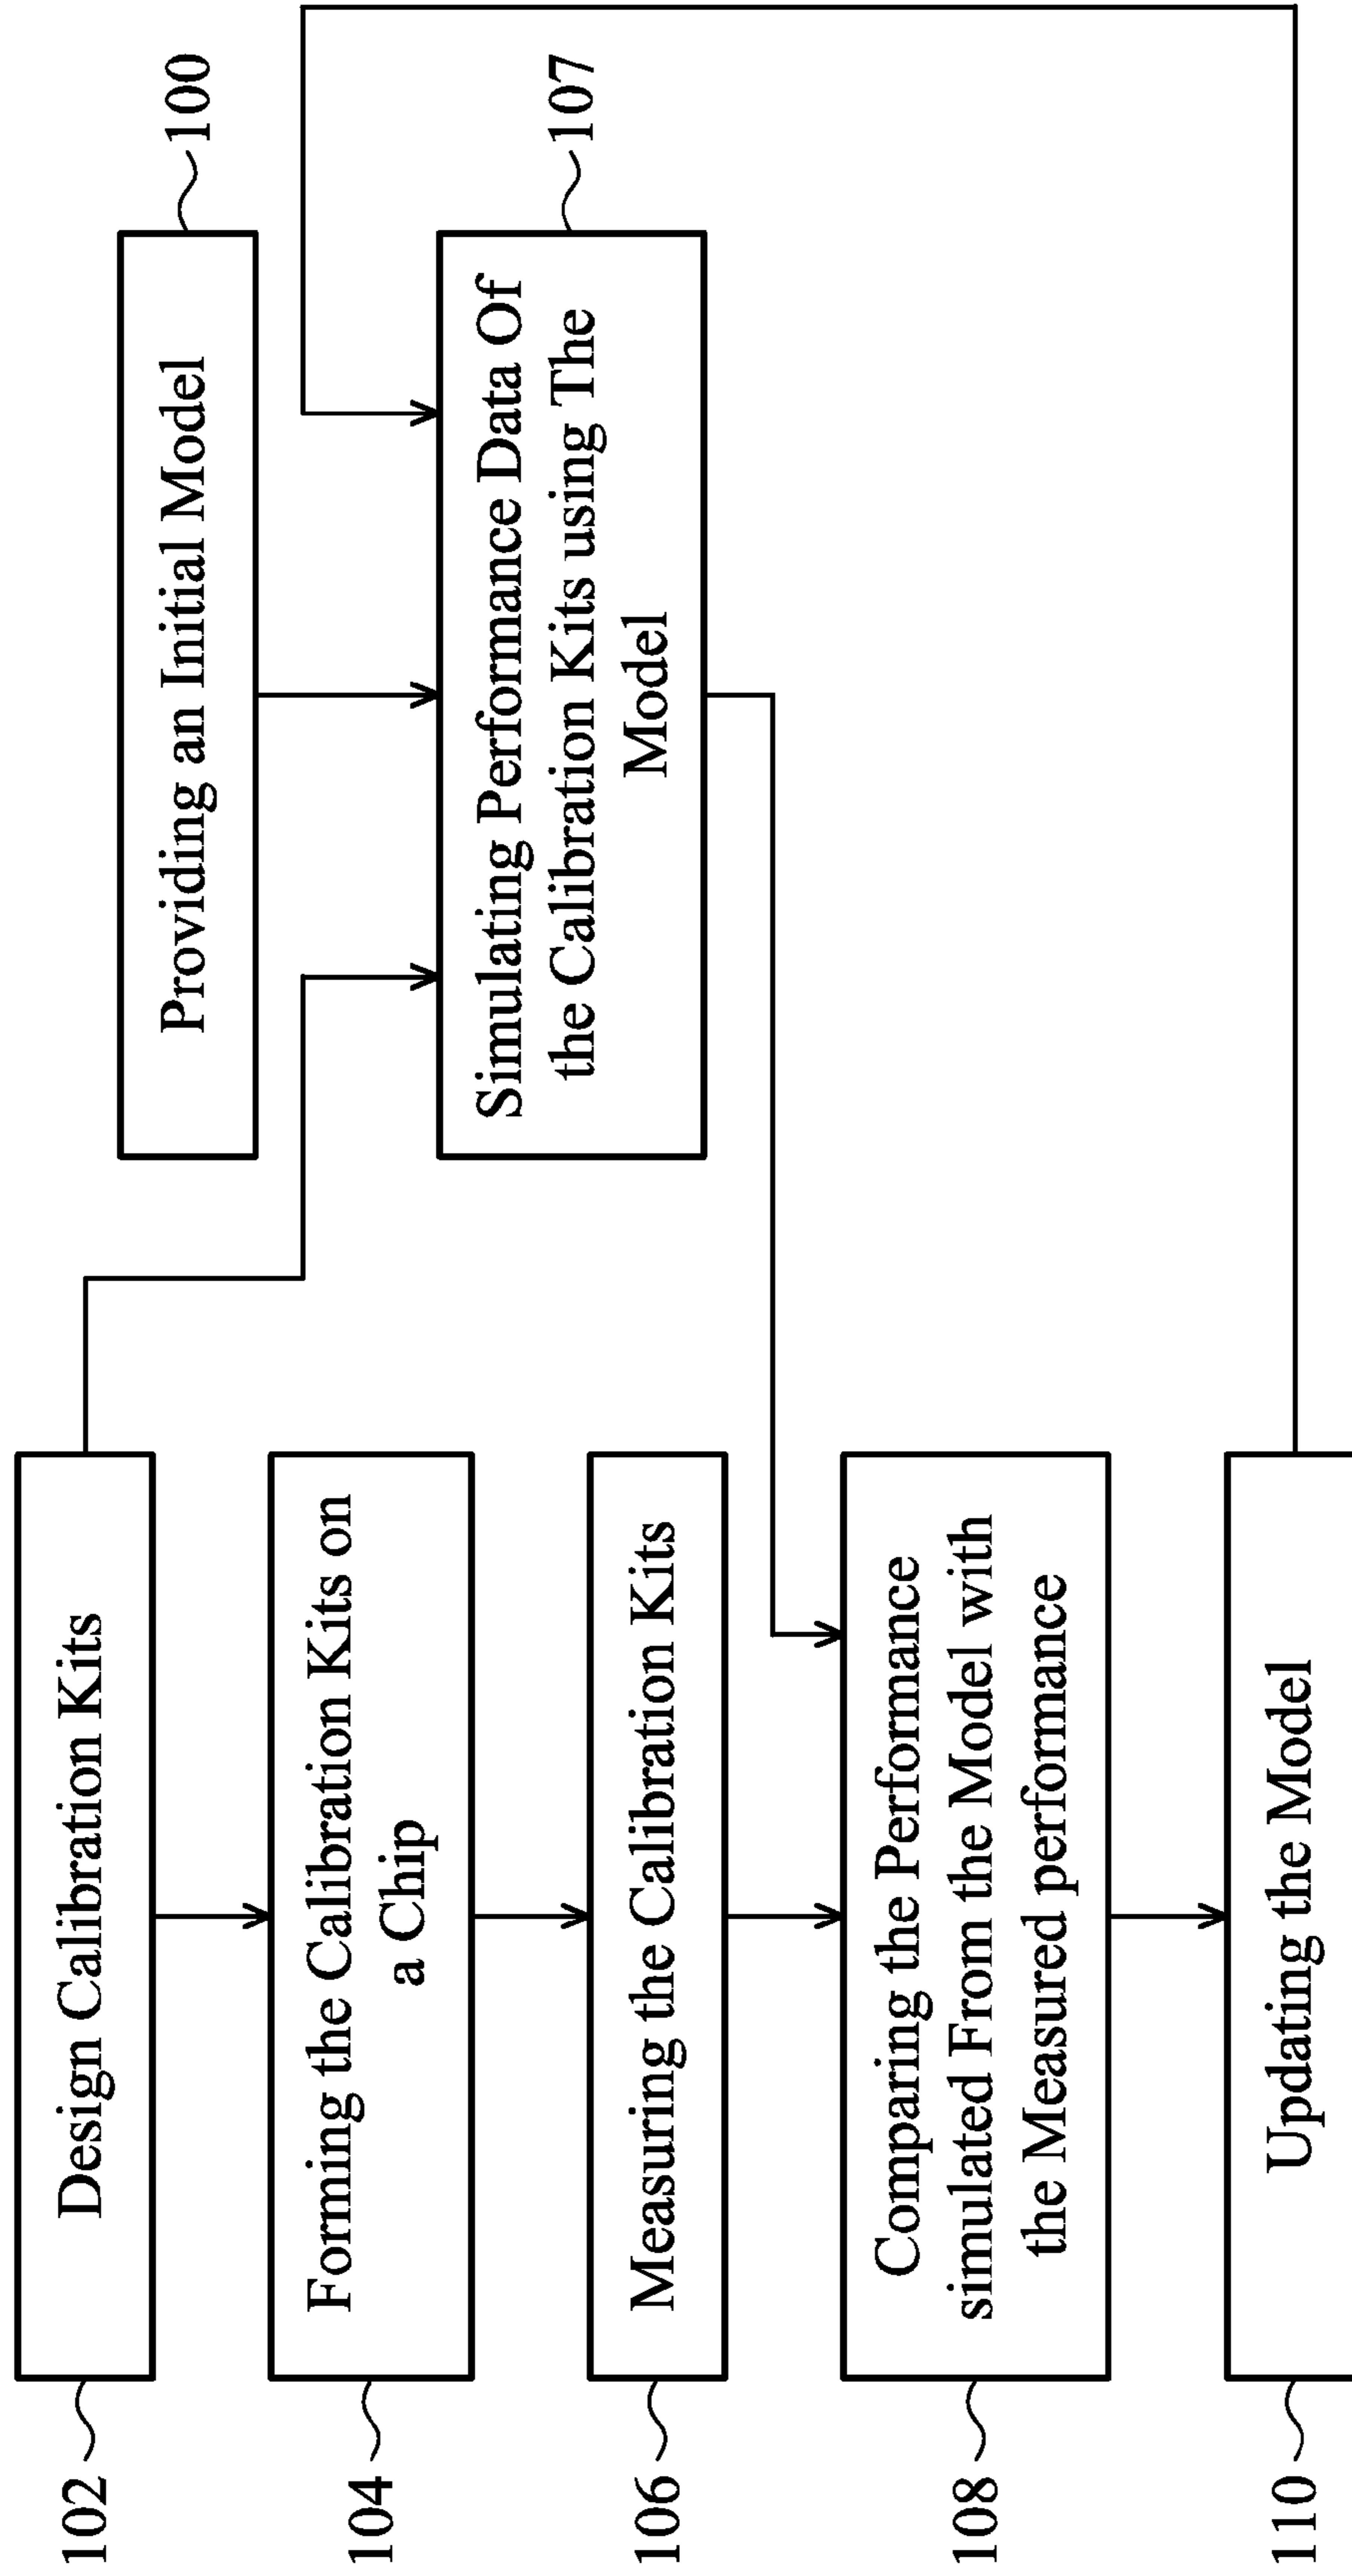 102
Design Calibration Kits
104
Forming the Calibration Kits on
a Chip
106
Measuring the Calibration Kits
108
Comparing the Performance
simulated From the Model with
the Measured performance
110
Updating the Model
Providing an Initial Model
100
Simulating Performance Data Of
the Calibration Kits using The
Model
107